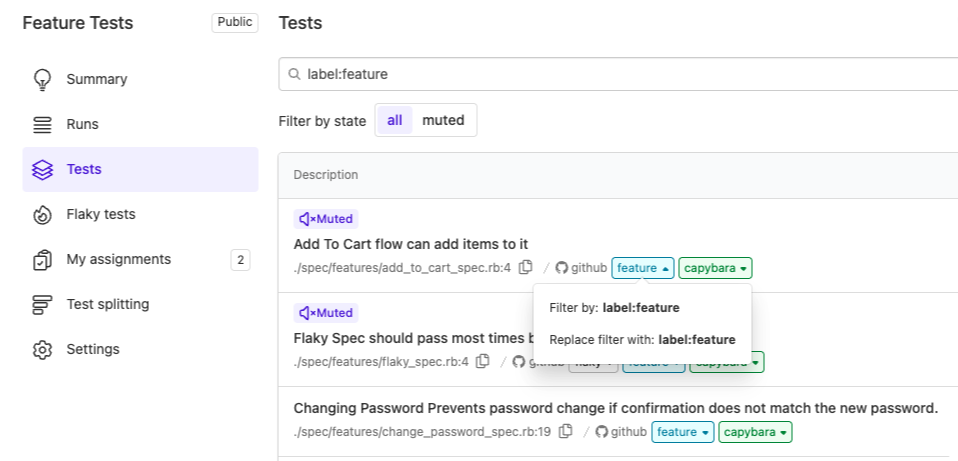 Feature Tests
Public
Summary
Runs
Tests
Flaky tests
My assignments
2
Test splitting
Settings
Tests
label:feature
Filter by state
all
muted
Description
Muted
Add To Cart flow can add items to it
./spec/features/add_to_cart_spec.rb:4 / github feature capybara
Filter by: label:feature
Replace filter with: label:feature
Muted
Flaky Spec should pass most times
./spec/features/flaky_spec.rb:4 / github flaky feature capybara
Changing Password Prevents password change if confirmation does not match the new password.
./spec/features/change_password_spec.rb:19 / github feature capybara